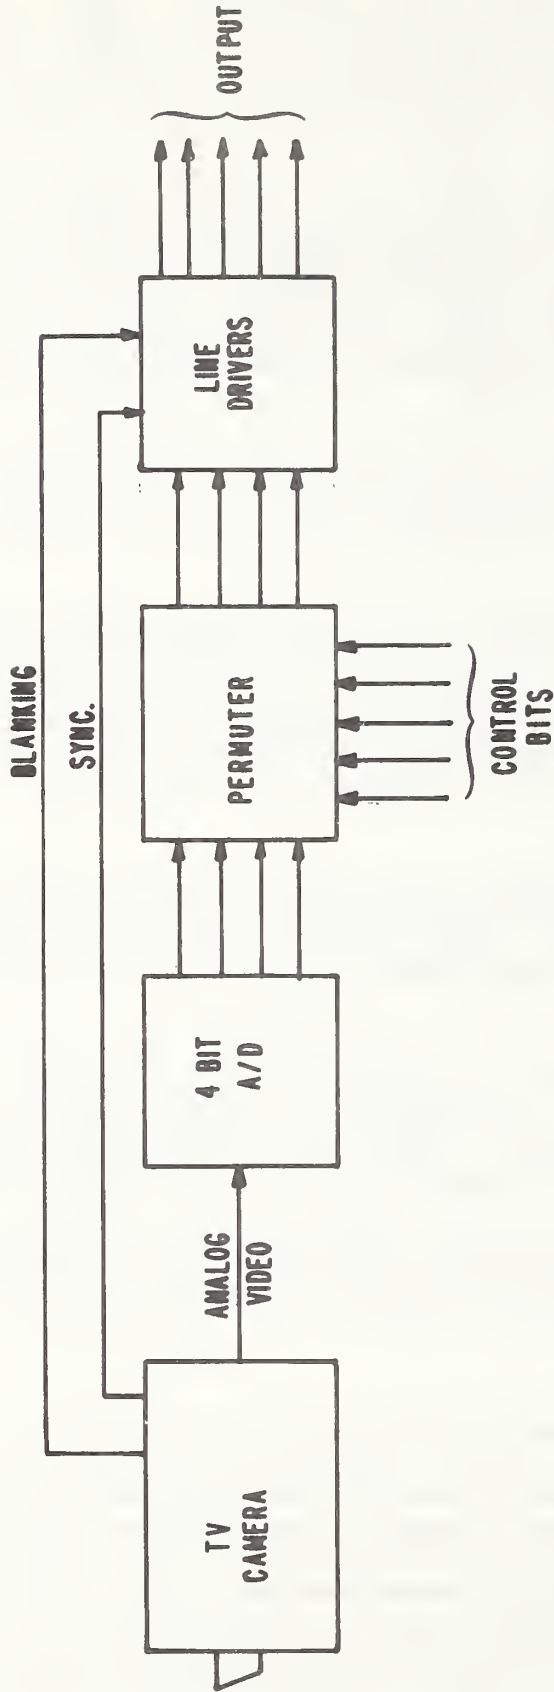 BLANKING
SYNC.
TV
CAMERA
ANALOG
VIDEO
4 BIT
A/D
PERMUTER
LINE
DRIVERS
OUTPUT
CONTROL
BITS